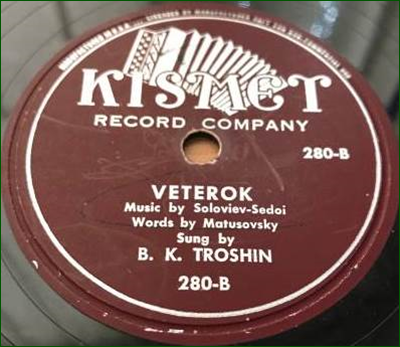 KISMET
RECORD COMPANY
280-B
VETEROK
Music by Soloviev-Sedoi
Words by Matusovsky
Sung by
B. K. TROSHIN
280-B